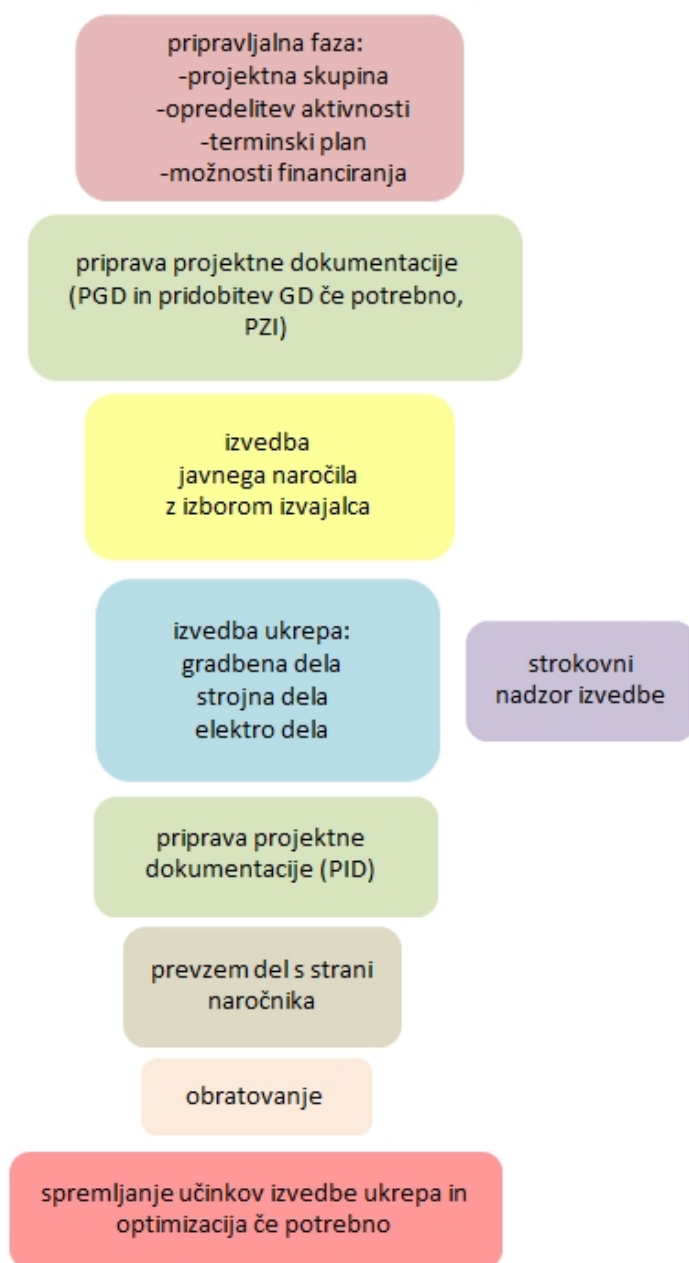 pripravljalna faza:
-projektna skupina
-opredelitev aktivnosti
-terminski plan
-možnosti financiranja
priprava projektne dokumentacije
(PGD in pridobitev GD če potrebno,
PZI)
izvedba
javnega naročila
z izborom izvajalca
izvedba ukrepa:
gradbena dela
strojna dela
elektro dela
strokovni
nadzor izvedbe
priprava projektne
dokumentacije (PID)
prevzem del s strani
naročnika
obratovanje
spremljanje učinkov izvedbe ukrepa in
optimizacija če potrebno